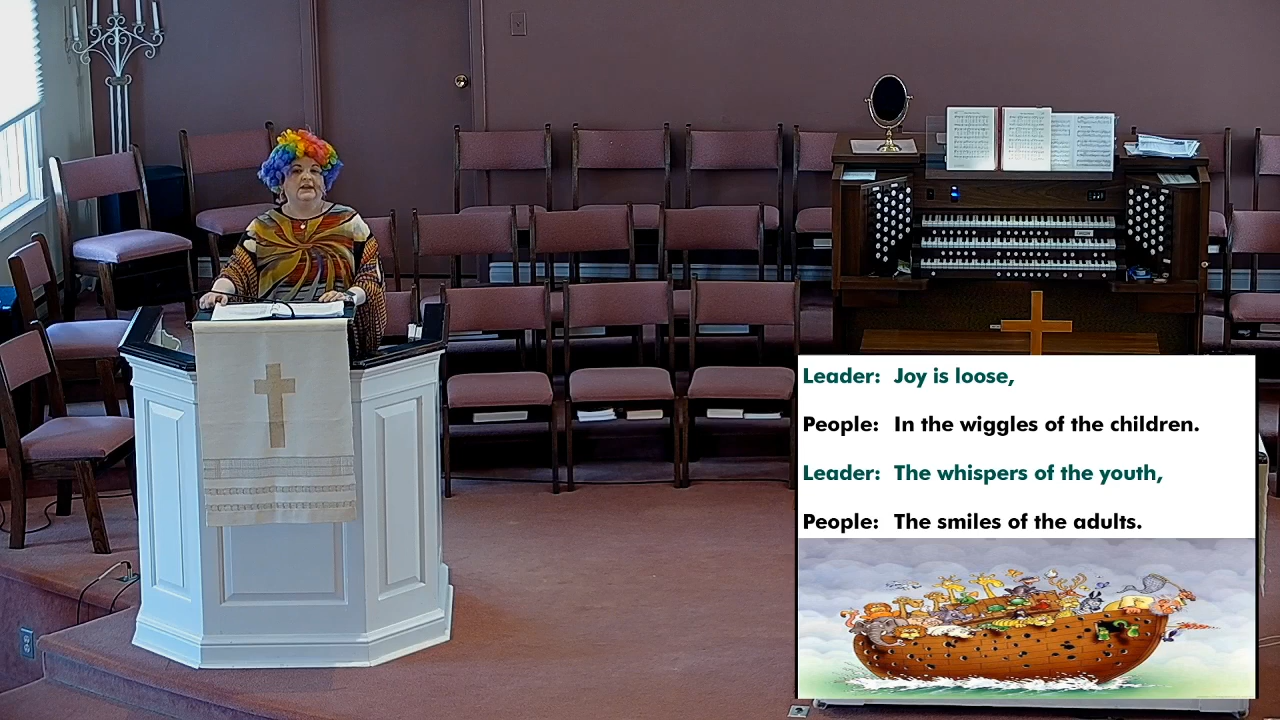 Leader: Joy is loose,
People: In the wiggles of the children.
Leader: The whispers of the youth,
People: The smiles of the adults.